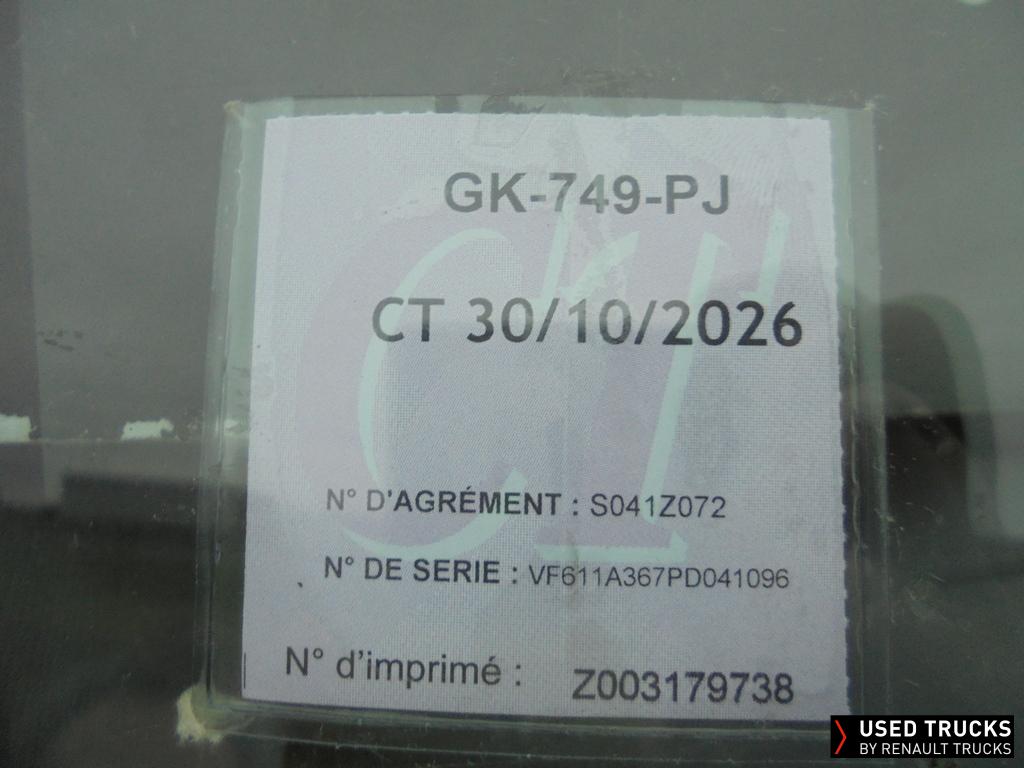 GK-749-PJ
CT 30/10/2026
N° D'AGRÉMENT : S041Z072
N° DE SERIE : VF611A367PD041096
N° d'imprimé : Z003179738
USED TRUCKS
BY RENAULT TRUCKS